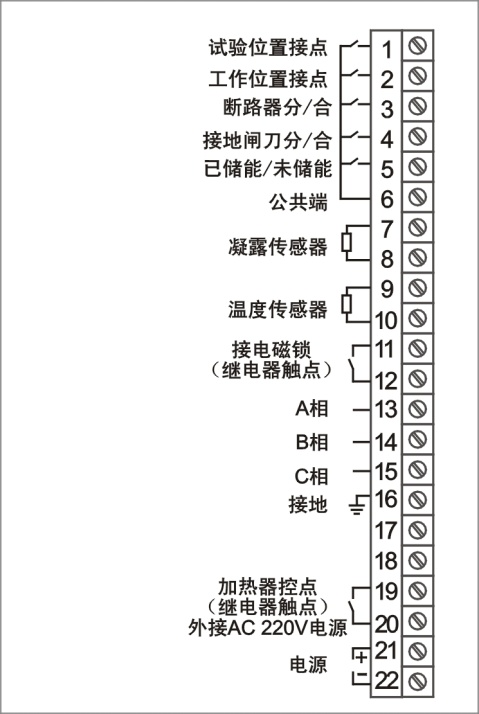 试验位置接点 1
工作位置接点 2
断路器分/合 3
接地闸刀分/合 4
已储能/未储能 5
公共端 6
7
凝露传感器
8
9
温度传感器
10
接电磁锁 11
(继电器触点) 12
A相 13
B相 14
C相 15
接地 16
17
18
加热器控点 19
(继电器触点)
外接AC 220V电源 20
21
电源 +
−
22